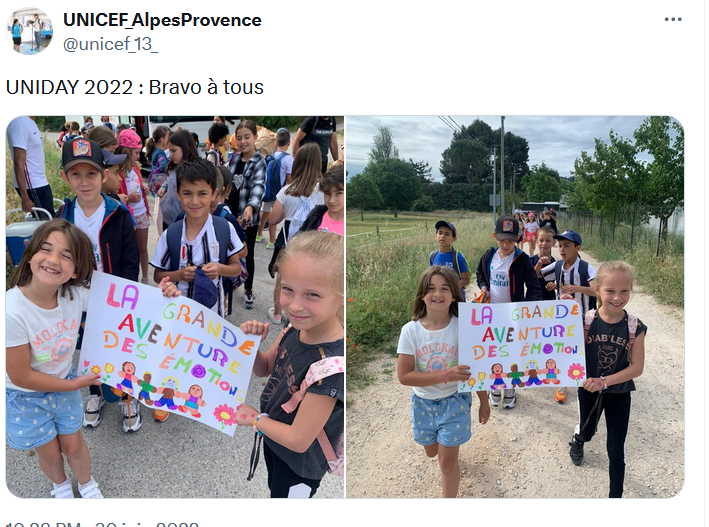 UNICEF_AlpesProvence
@unicef_13_
UNIDAY 2022 : Bravo à tous
LA GRANDE
AVENTURE
DES ÉMOTION
LA GRANDE
AVENTURE
DES ÉMOTION